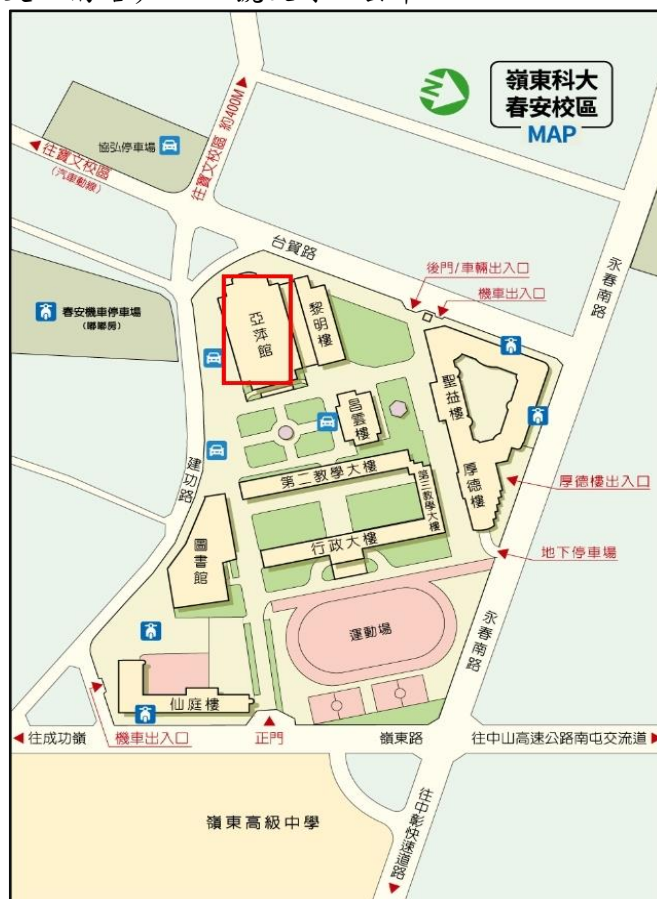 嶺東科大
春安校區
MAP
協弘停車場
往寶文校區
(汽車動線)
往寶文校區 約400M
台貿路
後門/車輛出入口
機車出入口
永春南路
春安機車停車場
(嘟嘟房)
亞萍館
黎明樓
昌雲樓
聖益樓
厚德樓
厚德樓出入口
地下停車場
建功路
第二教學大樓
第三教學大樓
行政大樓
圖書館
運動場
永春南路
仙庭樓
往成功嶺
機車出入口
正門
嶺東路
往中山高速公路南屯交流道
往中彰快速道路
嶺東高級中學